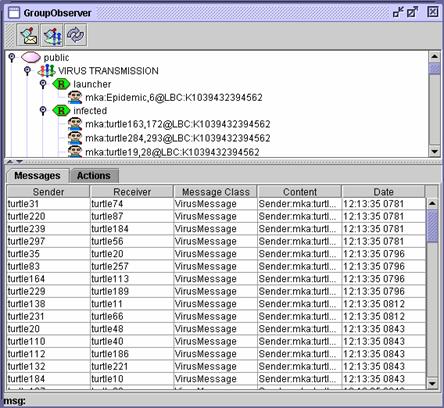 GroupObserver
public
VIRUS TRANSMISSION
R launcher
mka:Epidemic,6@LBC:K1039432394562
R infected
mka:turtle163,172@LBC:K1039432394562
mka:turtle284,293@LBC:K1039432394562
mka:turtle19,28@LBC:K1039432394562
Messages Actions
Sender Receiver Message Class Content Date
turtle31 turtle74 VirusMessage Sender:mka:turtl... 12:13:35 0781
turtle220 turtle87 VirusMessage Sender:mka:turtl... 12:13:35 0781
turtle239 turtle184 VirusMessage Sender:mka:turtl... 12:13:35 0781
turtle297 turtle56 VirusMessage Sender:mka:turtl... 12:13:35 0781
turtle35 turtle20 VirusMessage Sender:mka:turtl... 12:13:35 0796
turtle83 turtle257 VirusMessage Sender:mka:turtl... 12:13:35 0796
turtle164 turtle113 VirusMessage Sender:mka:turtl... 12:13:35 0796
turtle229 turtle189 VirusMessage Sender:mka:turtl... 12:13:35 0796
turtle138 turtle11 VirusMessage Sender:mka:turtl... 12:13:35 0812
turtle231 turtle66 VirusMessage Sender:mka:turtl... 12:13:35 0812
turtle20 turtle48 VirusMessage Sender:mka:turtl... 12:13:35 0843
turtle110 turtle40 VirusMessage Sender:mka:turtl... 12:13:35 0843
turtle112 turtle186 VirusMessage Sender:mka:turtl... 12:13:35 0843
turtle132 turtle221 VirusMessage Sender:mka:turtl... 12:13:35 0843
turtle184 turtle10 VirusMessage Sender:mka:turtl... 12:13:35 0843
msg: